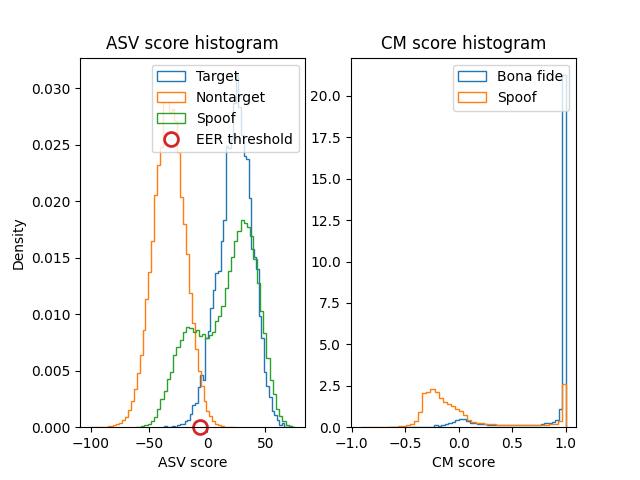 ASV score histogram
Target
Nontarget
Spoof
EER threshold
Density
0.030
0.025
0.020
0.015
0.010
0.005
0.000
−100
−50
0
50
ASV score
CM score histogram
Bona fide
Spoof
20.0
17.5
15.0
12.5
10.0
7.5
5.0
2.5
0.0
−1.0
−0.5
0.0
0.5
1.0
CM score